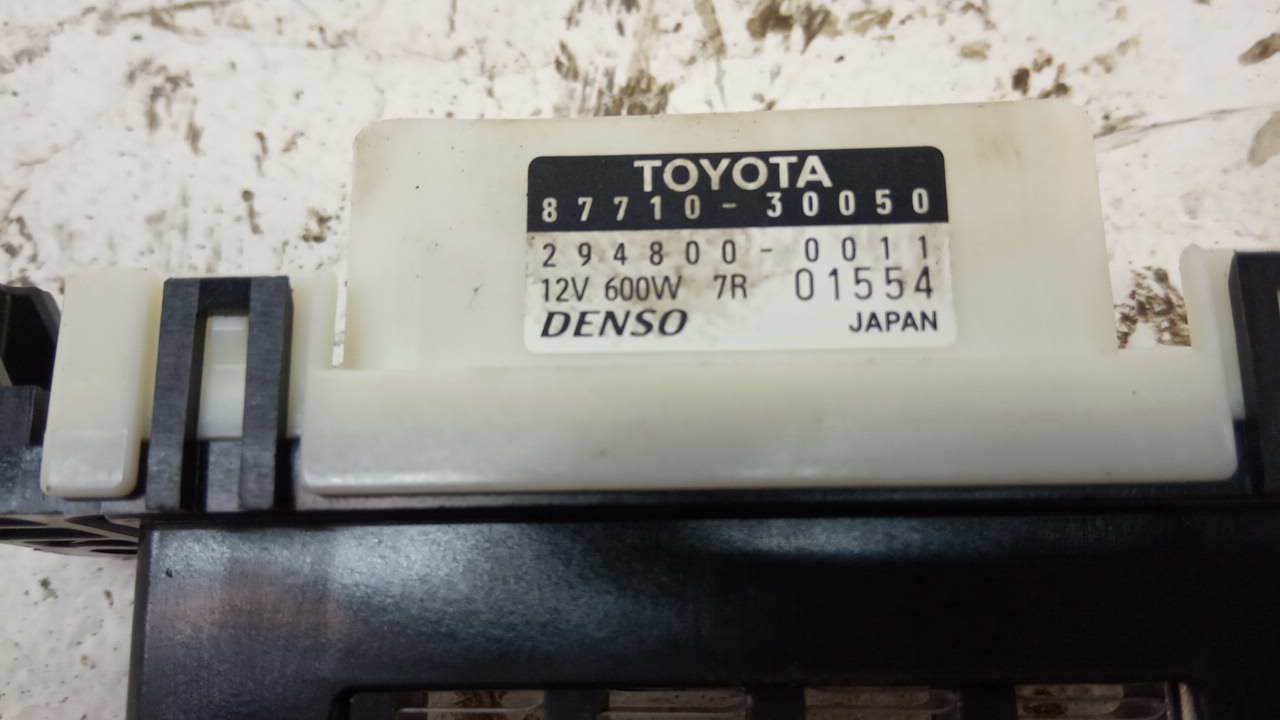 TOYOTA
87710-30050
294800-0011
12V 600W 7R 01554
DENSO JAPAN